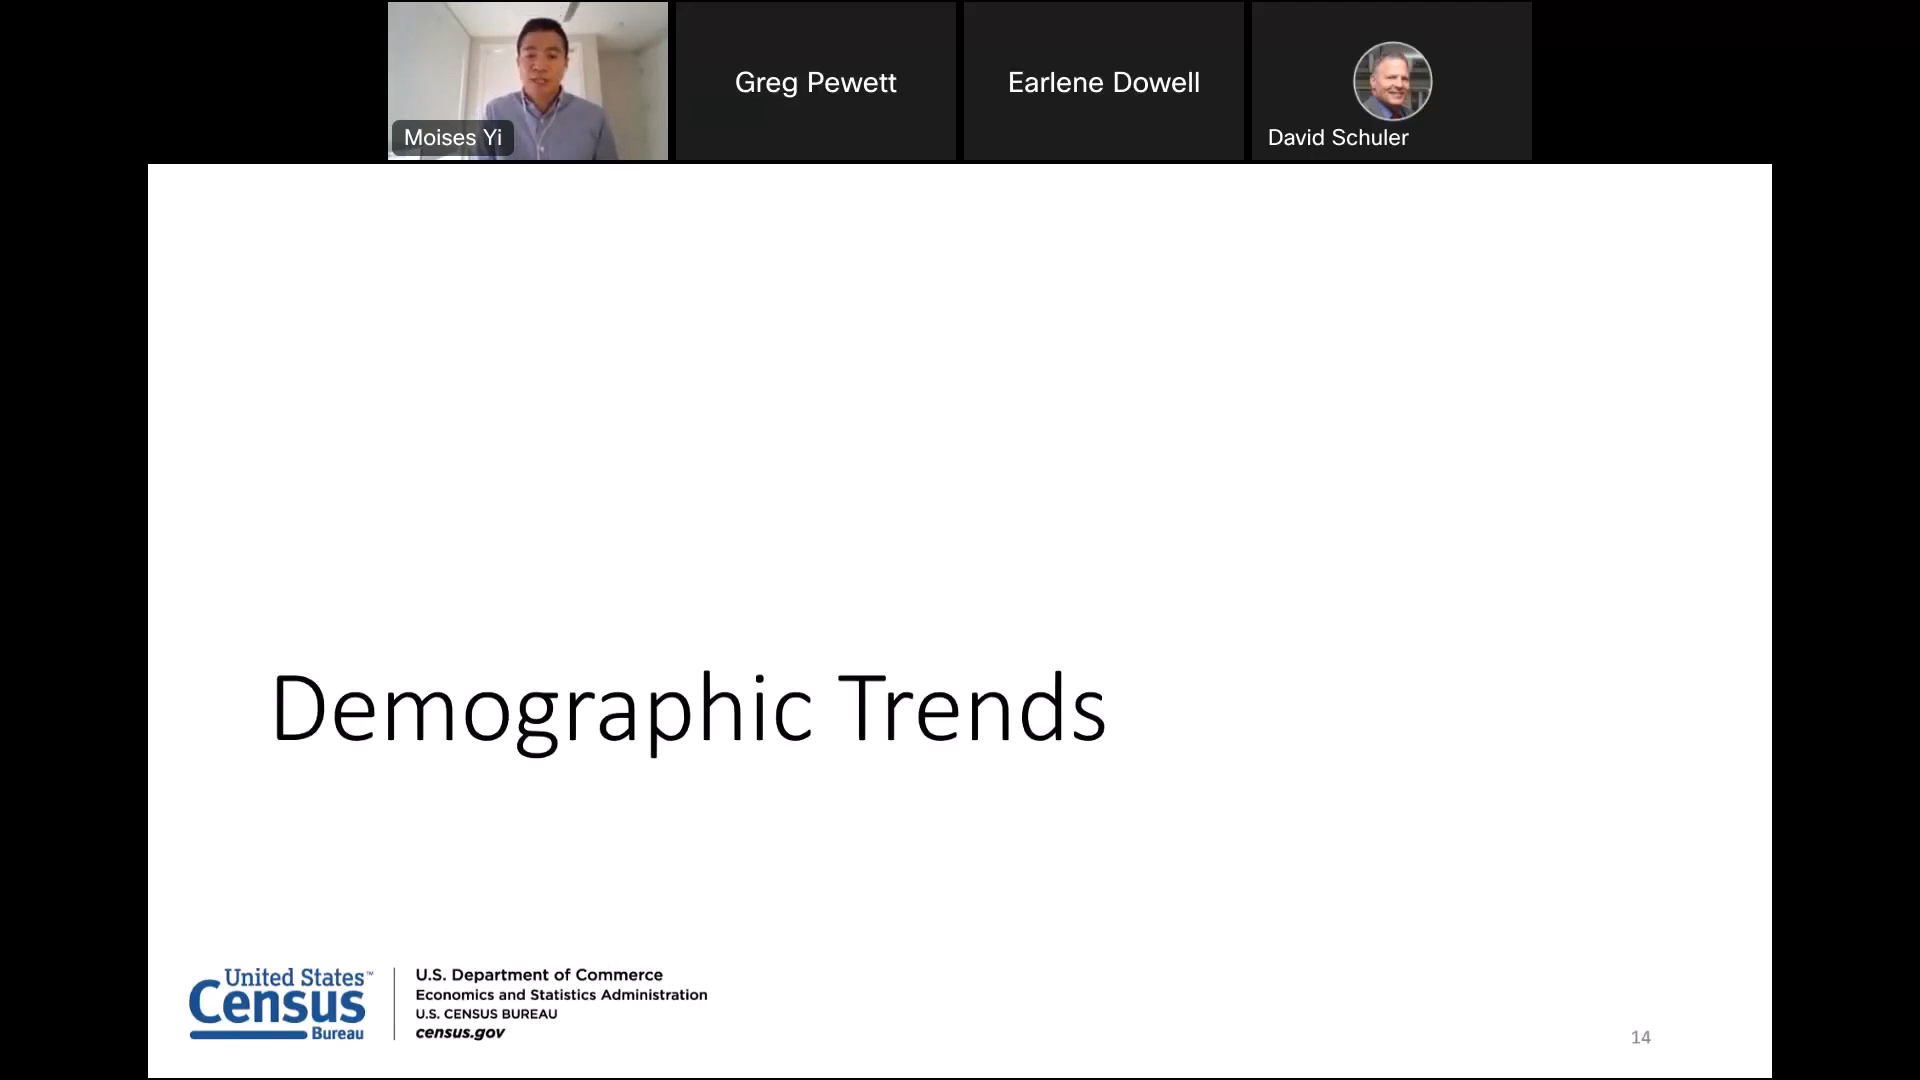 Greg Pewett
Earlene Dowell
Moises Yi
David Schuler
Demographic Trends
United States™
Census
Bureau
U.S. Department of Commerce
Economics and Statistics Administration
U.S. CENSUS BUREAU
census.gov
14